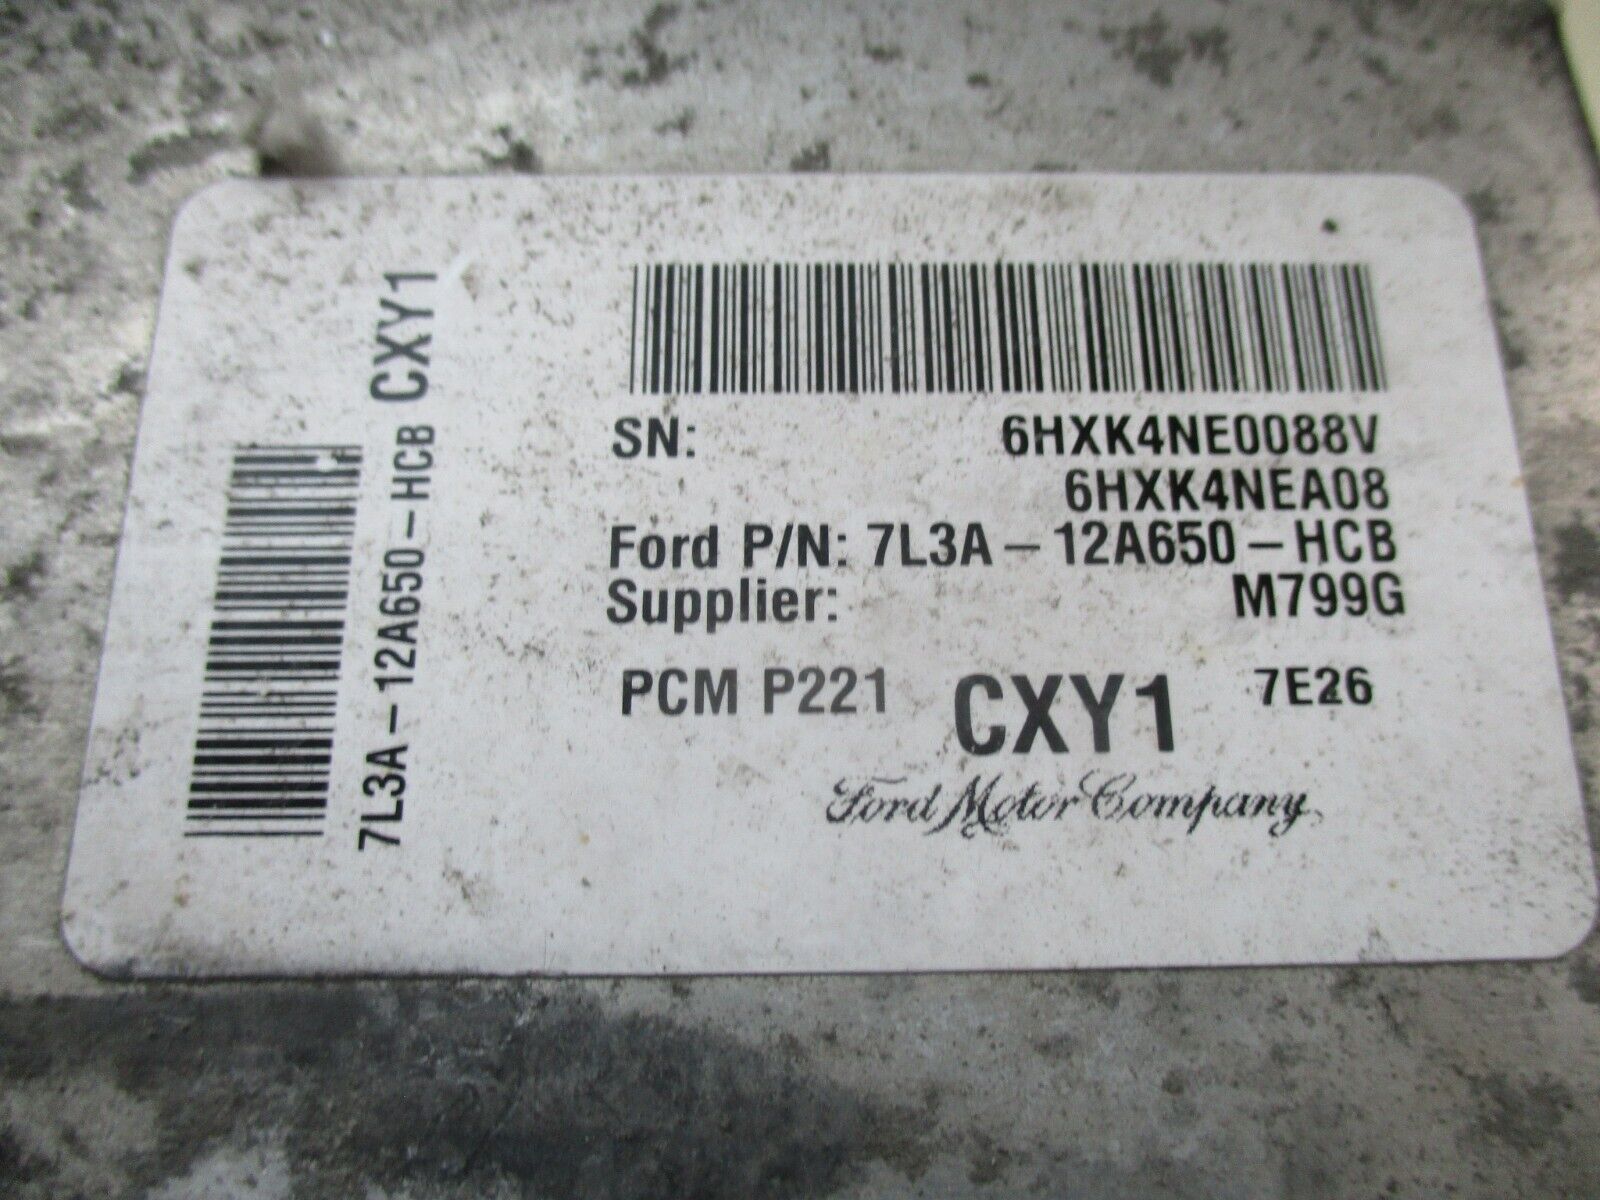 7L3A-12A650-HCB CXY1
SN: 6HXK4NE0088V
6HXK4NEA08
Ford P/N: 7L3A-12A650-HCB
Supplier: M799G
PCM P221 CXY1 7E26
Ford Motor Company